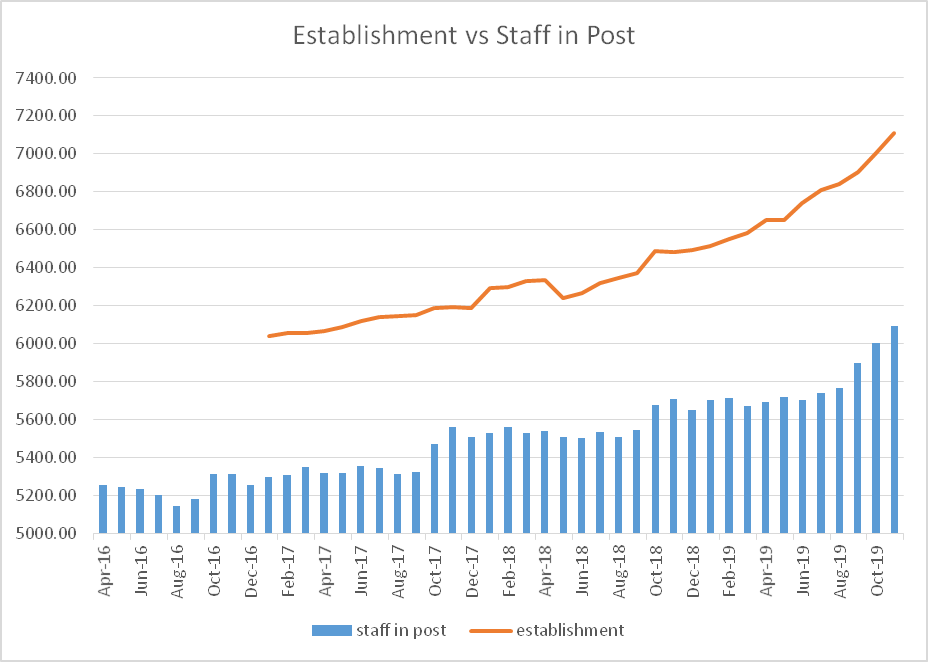 Establishment vs Staff in Post
7400.00
7200.00
7000.00
6800.00
6600.00
6400.00
6200.00
6000.00
5800.00
5600.00
5400.00
5200.00
5000.00
Apr-16
Jun-16
Aug-16
Oct-16
Dec-16
Feb-17
Apr-17
Jun-17
Aug-17
Oct-17
Dec-17
Feb-18
Apr-18
Jun-18
Aug-18
Oct-18
Dec-18
Feb-19
Apr-19
Jun-19
Aug-19
Oct-19
staff in post
establishment